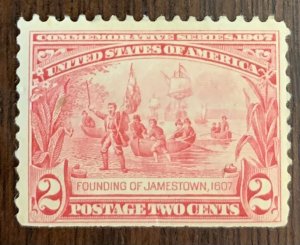 COMMEMORATIVE SERIES, 1907
UNITED STATES OF AMERICA
FOUNDING OF JAMESTOWN, 1607
2 POSTAGE TWO CENTS 2